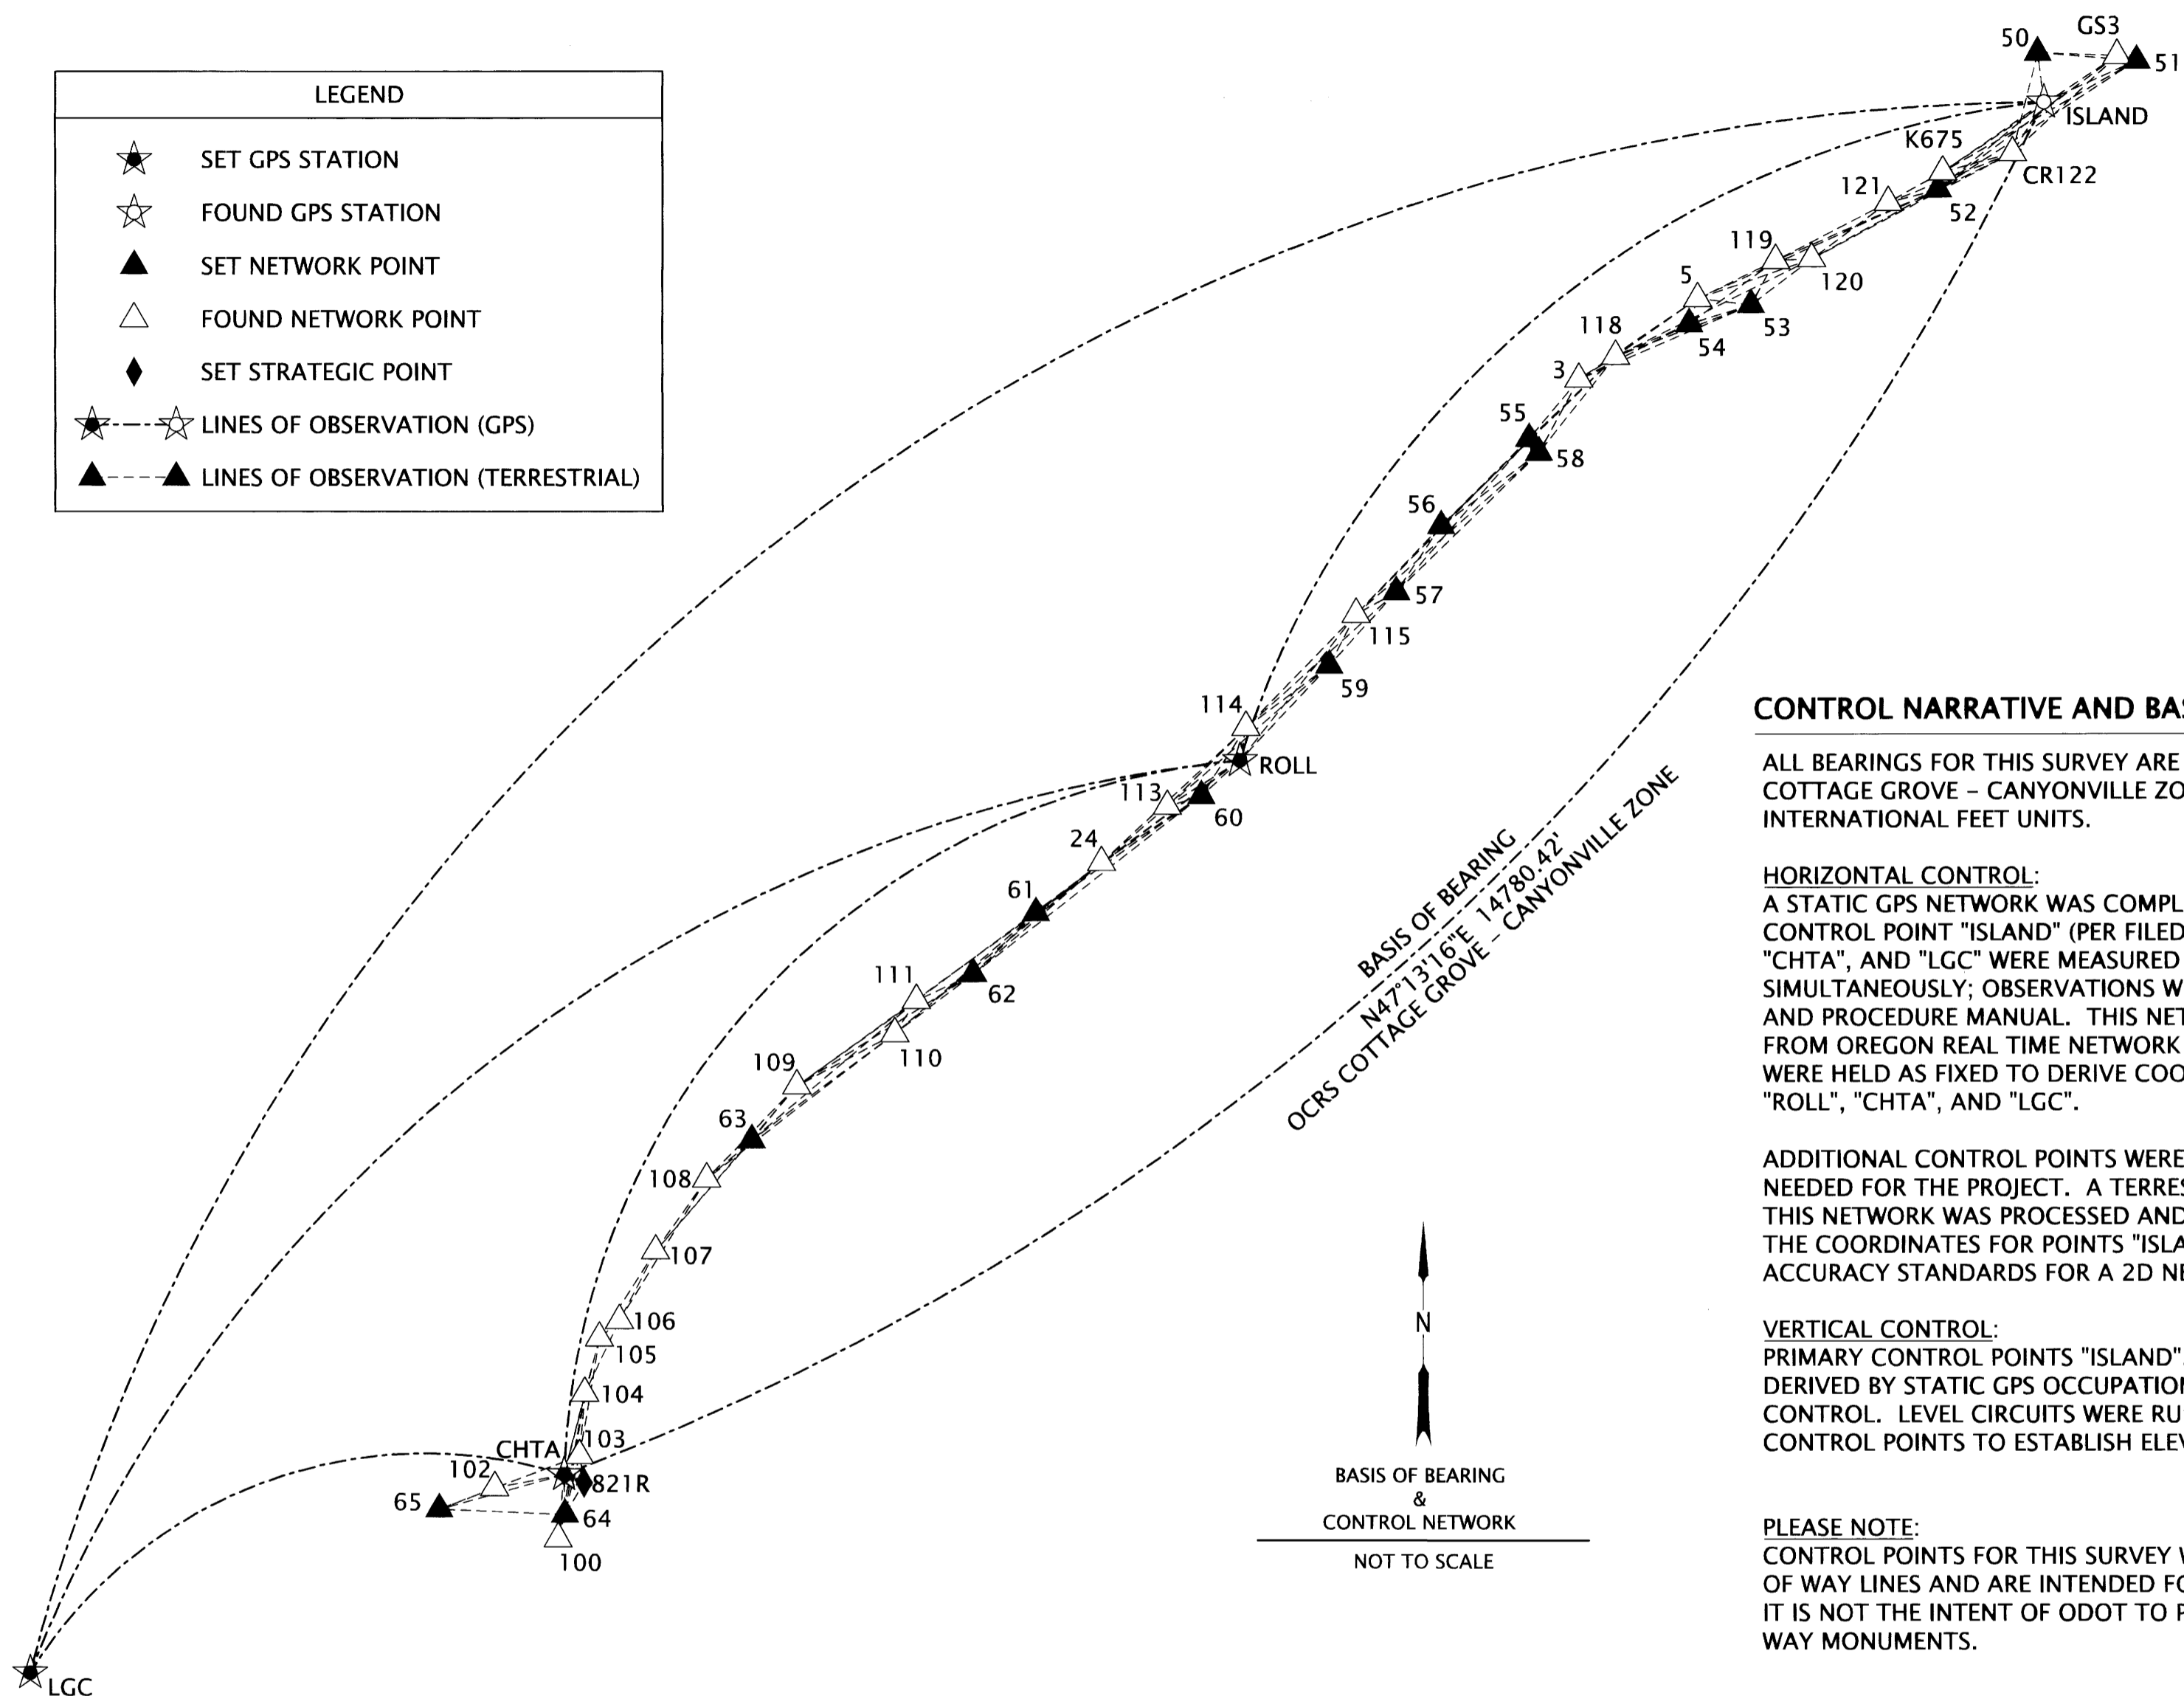 LEGEND
SET GPS STATION
FOUND GPS STATION
SET NETWORK POINT
FOUND NETWORK POINT
SET STRATEGIC POINT
LINES OF OBSERVATION (GPS)
LINES OF OBSERVATION (TERRESTRIAL)
GS3
50
51
ISLAND
K675
CR122
121
52
119
120
5
53
118
54
3
55
58
56
57
115
59
114
ROLL
113
60
24
61
111
62
110
109
63
108
107
106
105
104
103
CHTA
102
821R
65
64
100
LGC
BASIS OF BEARING
N47°13'16"E 14780.42'
OCRS COTTAGE GROVE - CANYONVILLE ZONE
N
BASIS OF BEARING
&
CONTROL NETWORK
NOT TO SCALE
CONTROL NARRATIVE AND BAS
ALL BEARINGS FOR THIS SURVEY ARE
COTTAGE GROVE – CANYONVILLE ZO
INTERNATIONAL FEET UNITS.
HORIZONTAL CONTROL:
A STATIC GPS NETWORK WAS COMPL
CONTROL POINT "ISLAND" (PER FILED
"CHTA", AND "LGC" WERE MEASURED
SIMULTANEOUSLY; OBSERVATIONS W
AND PROCEDURE MANUAL. THIS NET
FROM OREGON REAL TIME NETWORK
WERE HELD AS FIXED TO DERIVE COO
"ROLL", "CHTA", AND "LGC".
ADDITIONAL CONTROL POINTS WERE
NEEDED FOR THE PROJECT. A TERRES
THIS NETWORK WAS PROCESSED AND
THE COORDINATES FOR POINTS "ISLA
ACCURACY STANDARDS FOR A 2D NE
VERTICAL CONTROL:
PRIMARY CONTROL POINTS "ISLAND"
DERIVED BY STATIC GPS OCCUPATION
CONTROL. LEVEL CIRCUITS WERE RU
CONTROL POINTS TO ESTABLISH ELEV
PLEASE NOTE:
CONTROL POINTS FOR THIS SURVEY W
OF WAY LINES AND ARE INTENDED FO
IT IS NOT THE INTENT OF ODOT TO P
WAY MONUMENTS.